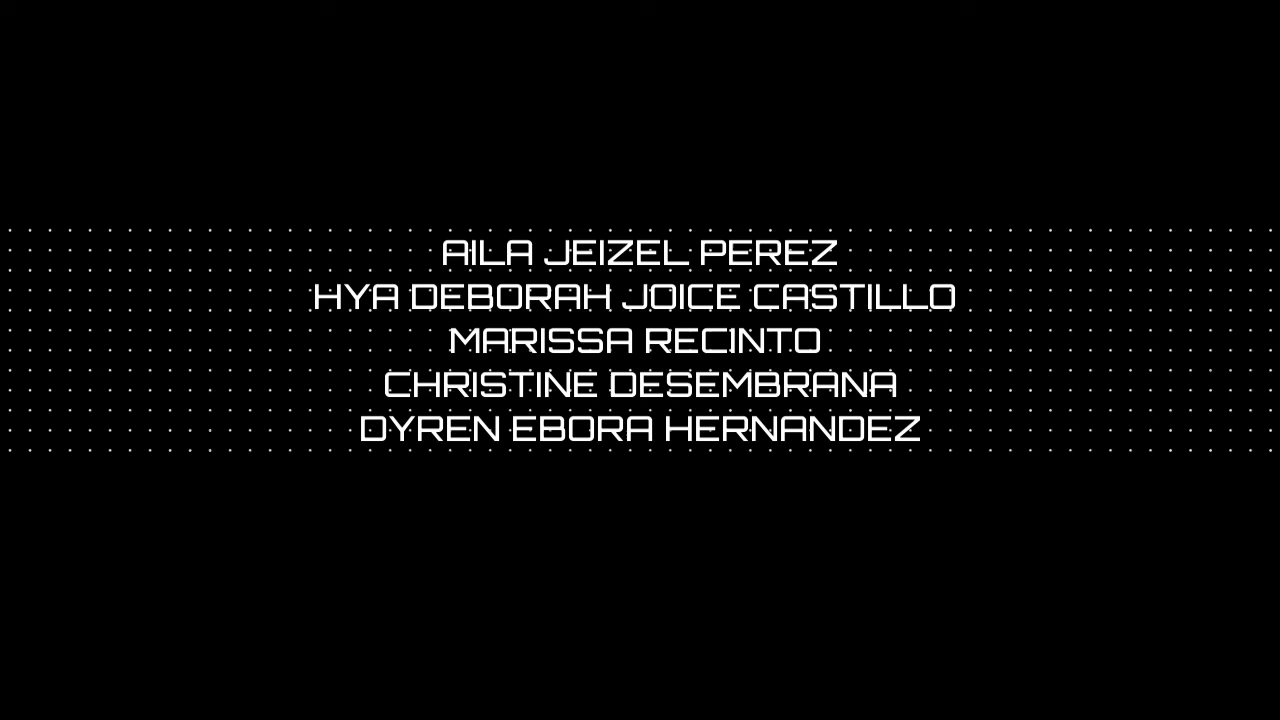 AILA JEIZEL PEREZ
HYA DEBORAH JOICE CASTILLO
MARISSA RECINTO
CHRISTINE DESEMBRANA
DYREN EBORA HERNANDEZ